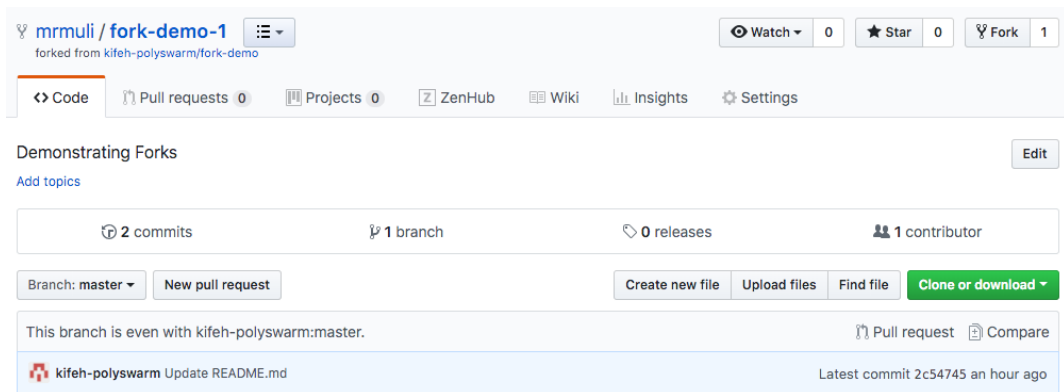 mrmuli / fork-demo-1 Watch 0 Star 0 Fork 1
forked from kifeh-polyswarm/fork-demo
<> Code Pull requests 0 Projects 0 Z ZenHub Wiki Insights Settings
Demonstrating Forks Edit
Add topics
2 commits 1 branch 0 releases 1 contributor
Branch: master New pull request Create new file Upload files Find file Clone or download
This branch is even with kifeh-polyswarm:master. Pull request Compare
kifeh-polyswarm Update README.md Latest commit 2c54745 an hour ago